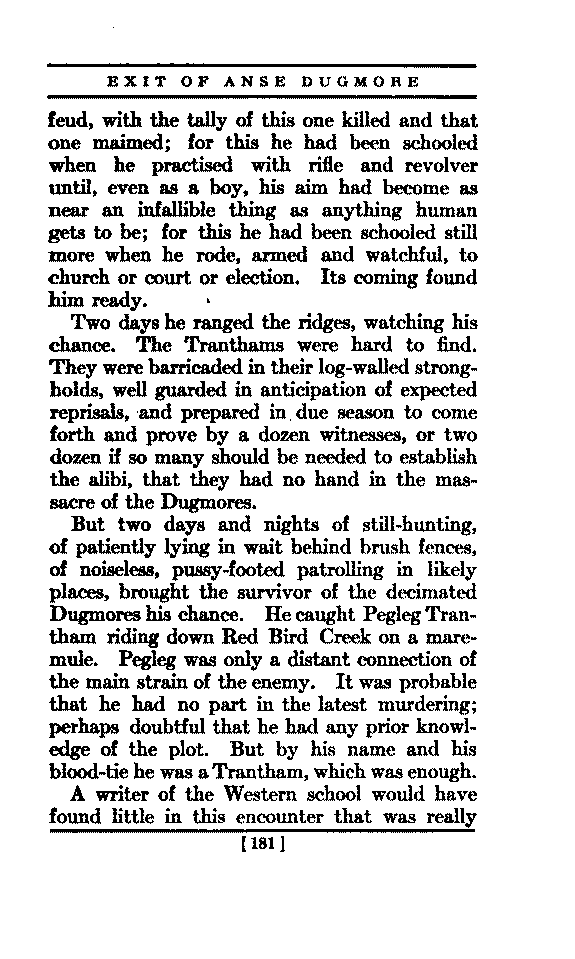 EXIT OF ANSE DUGMORE
feud, with the tally of this one killed and that
one maimed; for this he had been schooled
when he practised with rifle and revolver
until, even as a boy, his aim had become as
near an infallible thing as anything human
gets to be; for this he had been schooled still
more when he rode, armed and watchful, to
church or court or election. Its coming found
him ready.
Two days he ranged the ridges, watching his
chance. The Tranthams were hard to find.
They were barricaded in their log-walled strong-
holds, well guarded in anticipation of expected
reprisals, and prepared in due season to come
forth and prove by a dozen witnesses, or two
dozen if so many should be needed to establish
the alibi, that they had no hand in the mas-
sacre of the Dugmores.
But two days and nights of still-hunting,
of patiently lying in wait behind brush fences,
of noiseless, pussy-footed patrolling in likely
places, brought the survivor of the decimated
Dugmores his chance. He caught Pegleg Tran-
tham riding down Red Bird Creek on a mare-
mule. Pegleg was only a distant connection of
the main strain of the enemy. It was probable
that he had no part in the latest murdering;
perhaps doubtful that he had any prior knowl-
edge of the plot. But by his name and his
blood-tie he was a Trantham, which was enough.
A writer of the Western school would have
found little in this encounter that was really
[181]